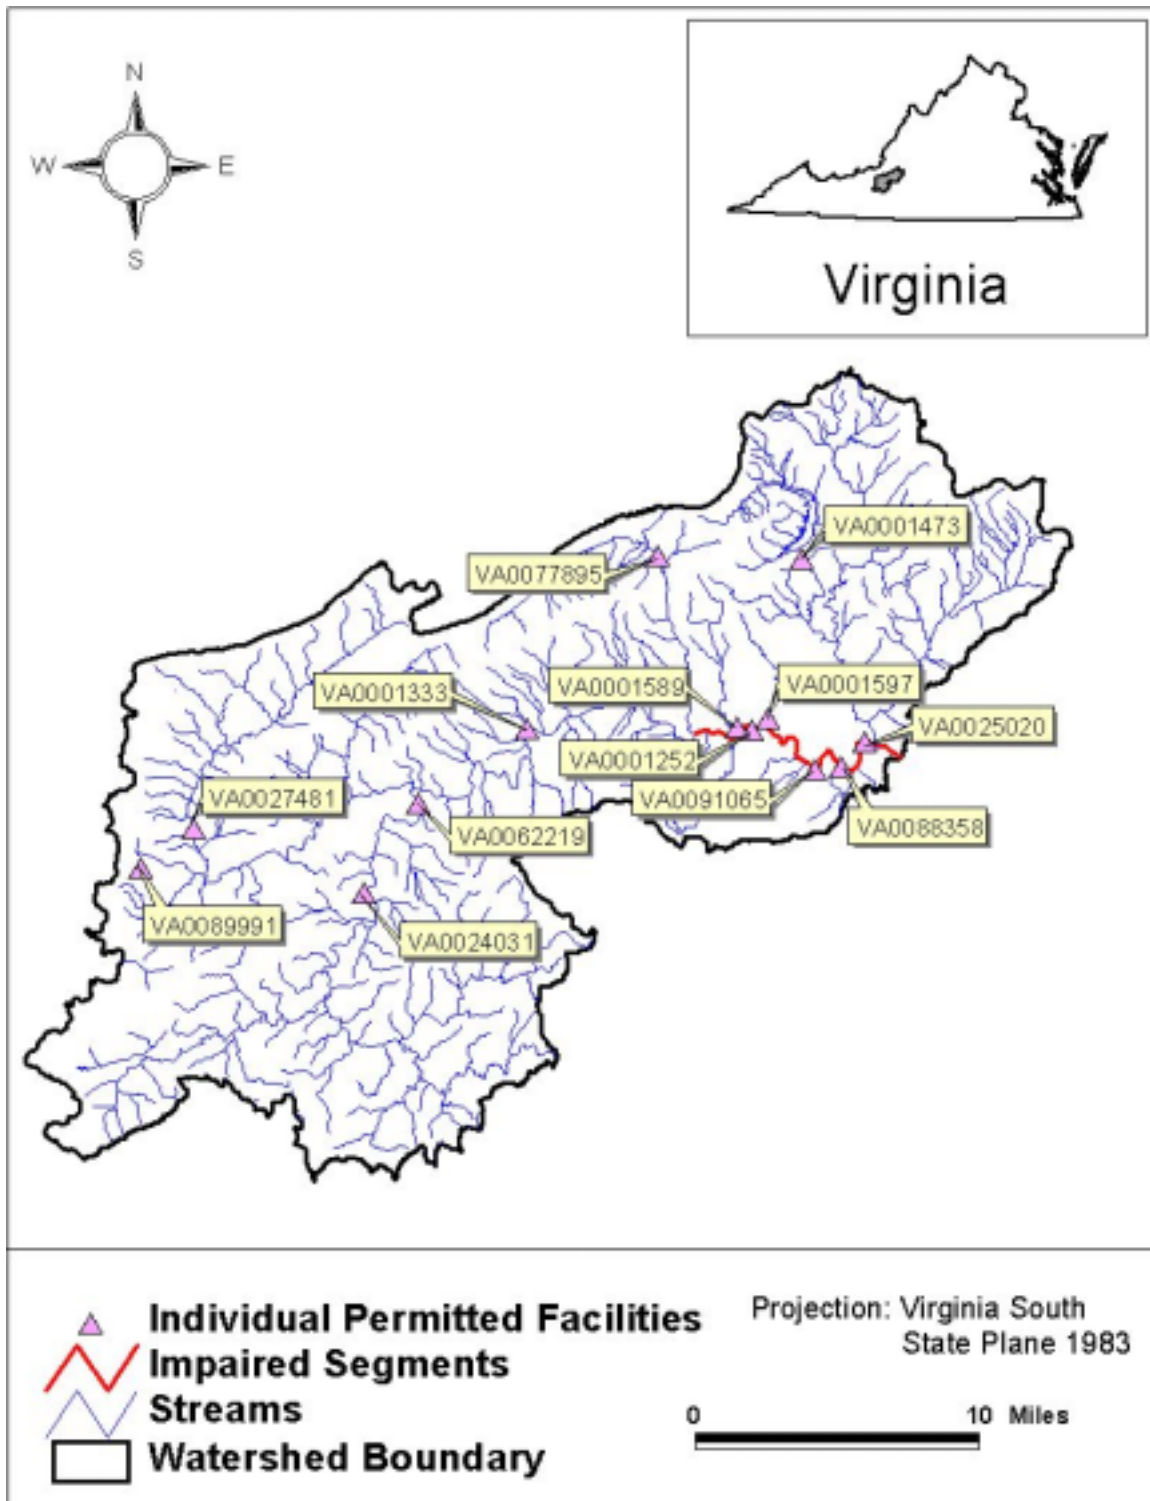 N
W E
S
Virginia
VA0001473
VA0077895
VA0001589
VA0001597
VA0001333
VA0025020
VA0001252
VA0091065
VA0027481
VA0062219
VA0088358
VA0089991
VA0024031
Individual Permitted Facilities
Impaired Segments
Streams
Watershed Boundary
Projection: Virginia South
State Plane 1983
0 10 Miles